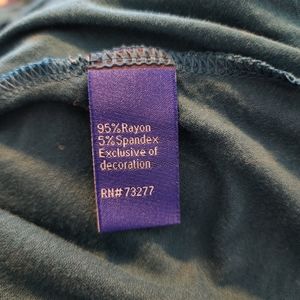 95%Rayon
5%Spandex
Exclusive of
decoration
RN#73277